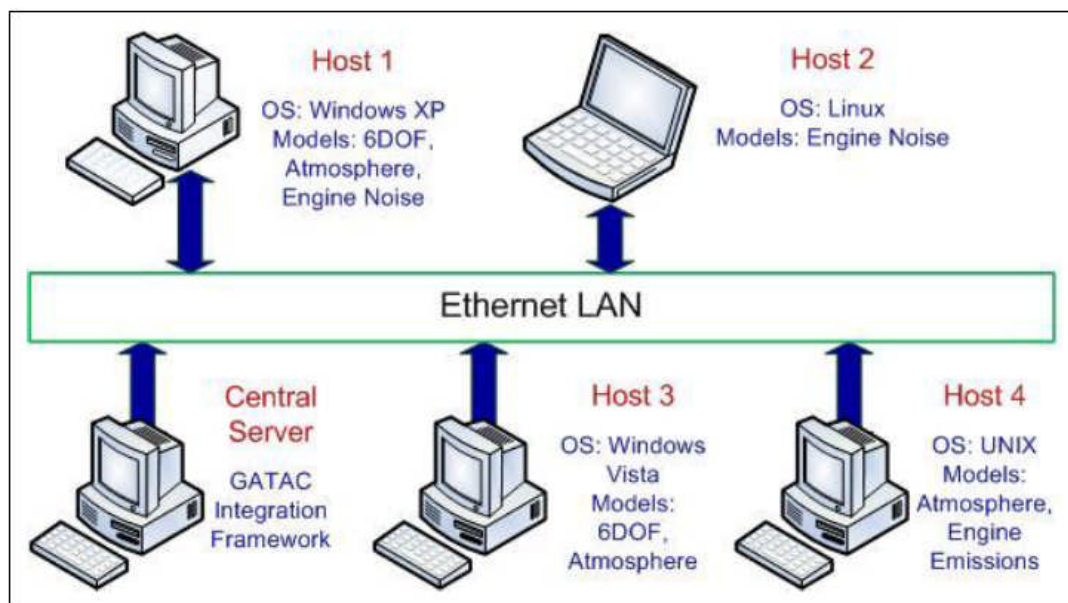 Host 1
OS: Windows XP
Models: 6DOF,
Atmosphere,
Engine Noise
Host 2
OS: Linux
Models: Engine Noise
Ethernet LAN
Central
Server
GATAC
Integration
Framework
Host 3
OS: Windows
Vista
Models:
6DOF,
Atmosphere
Host 4
OS: UNIX
Models:
Atmosphere,
Engine
Emissions